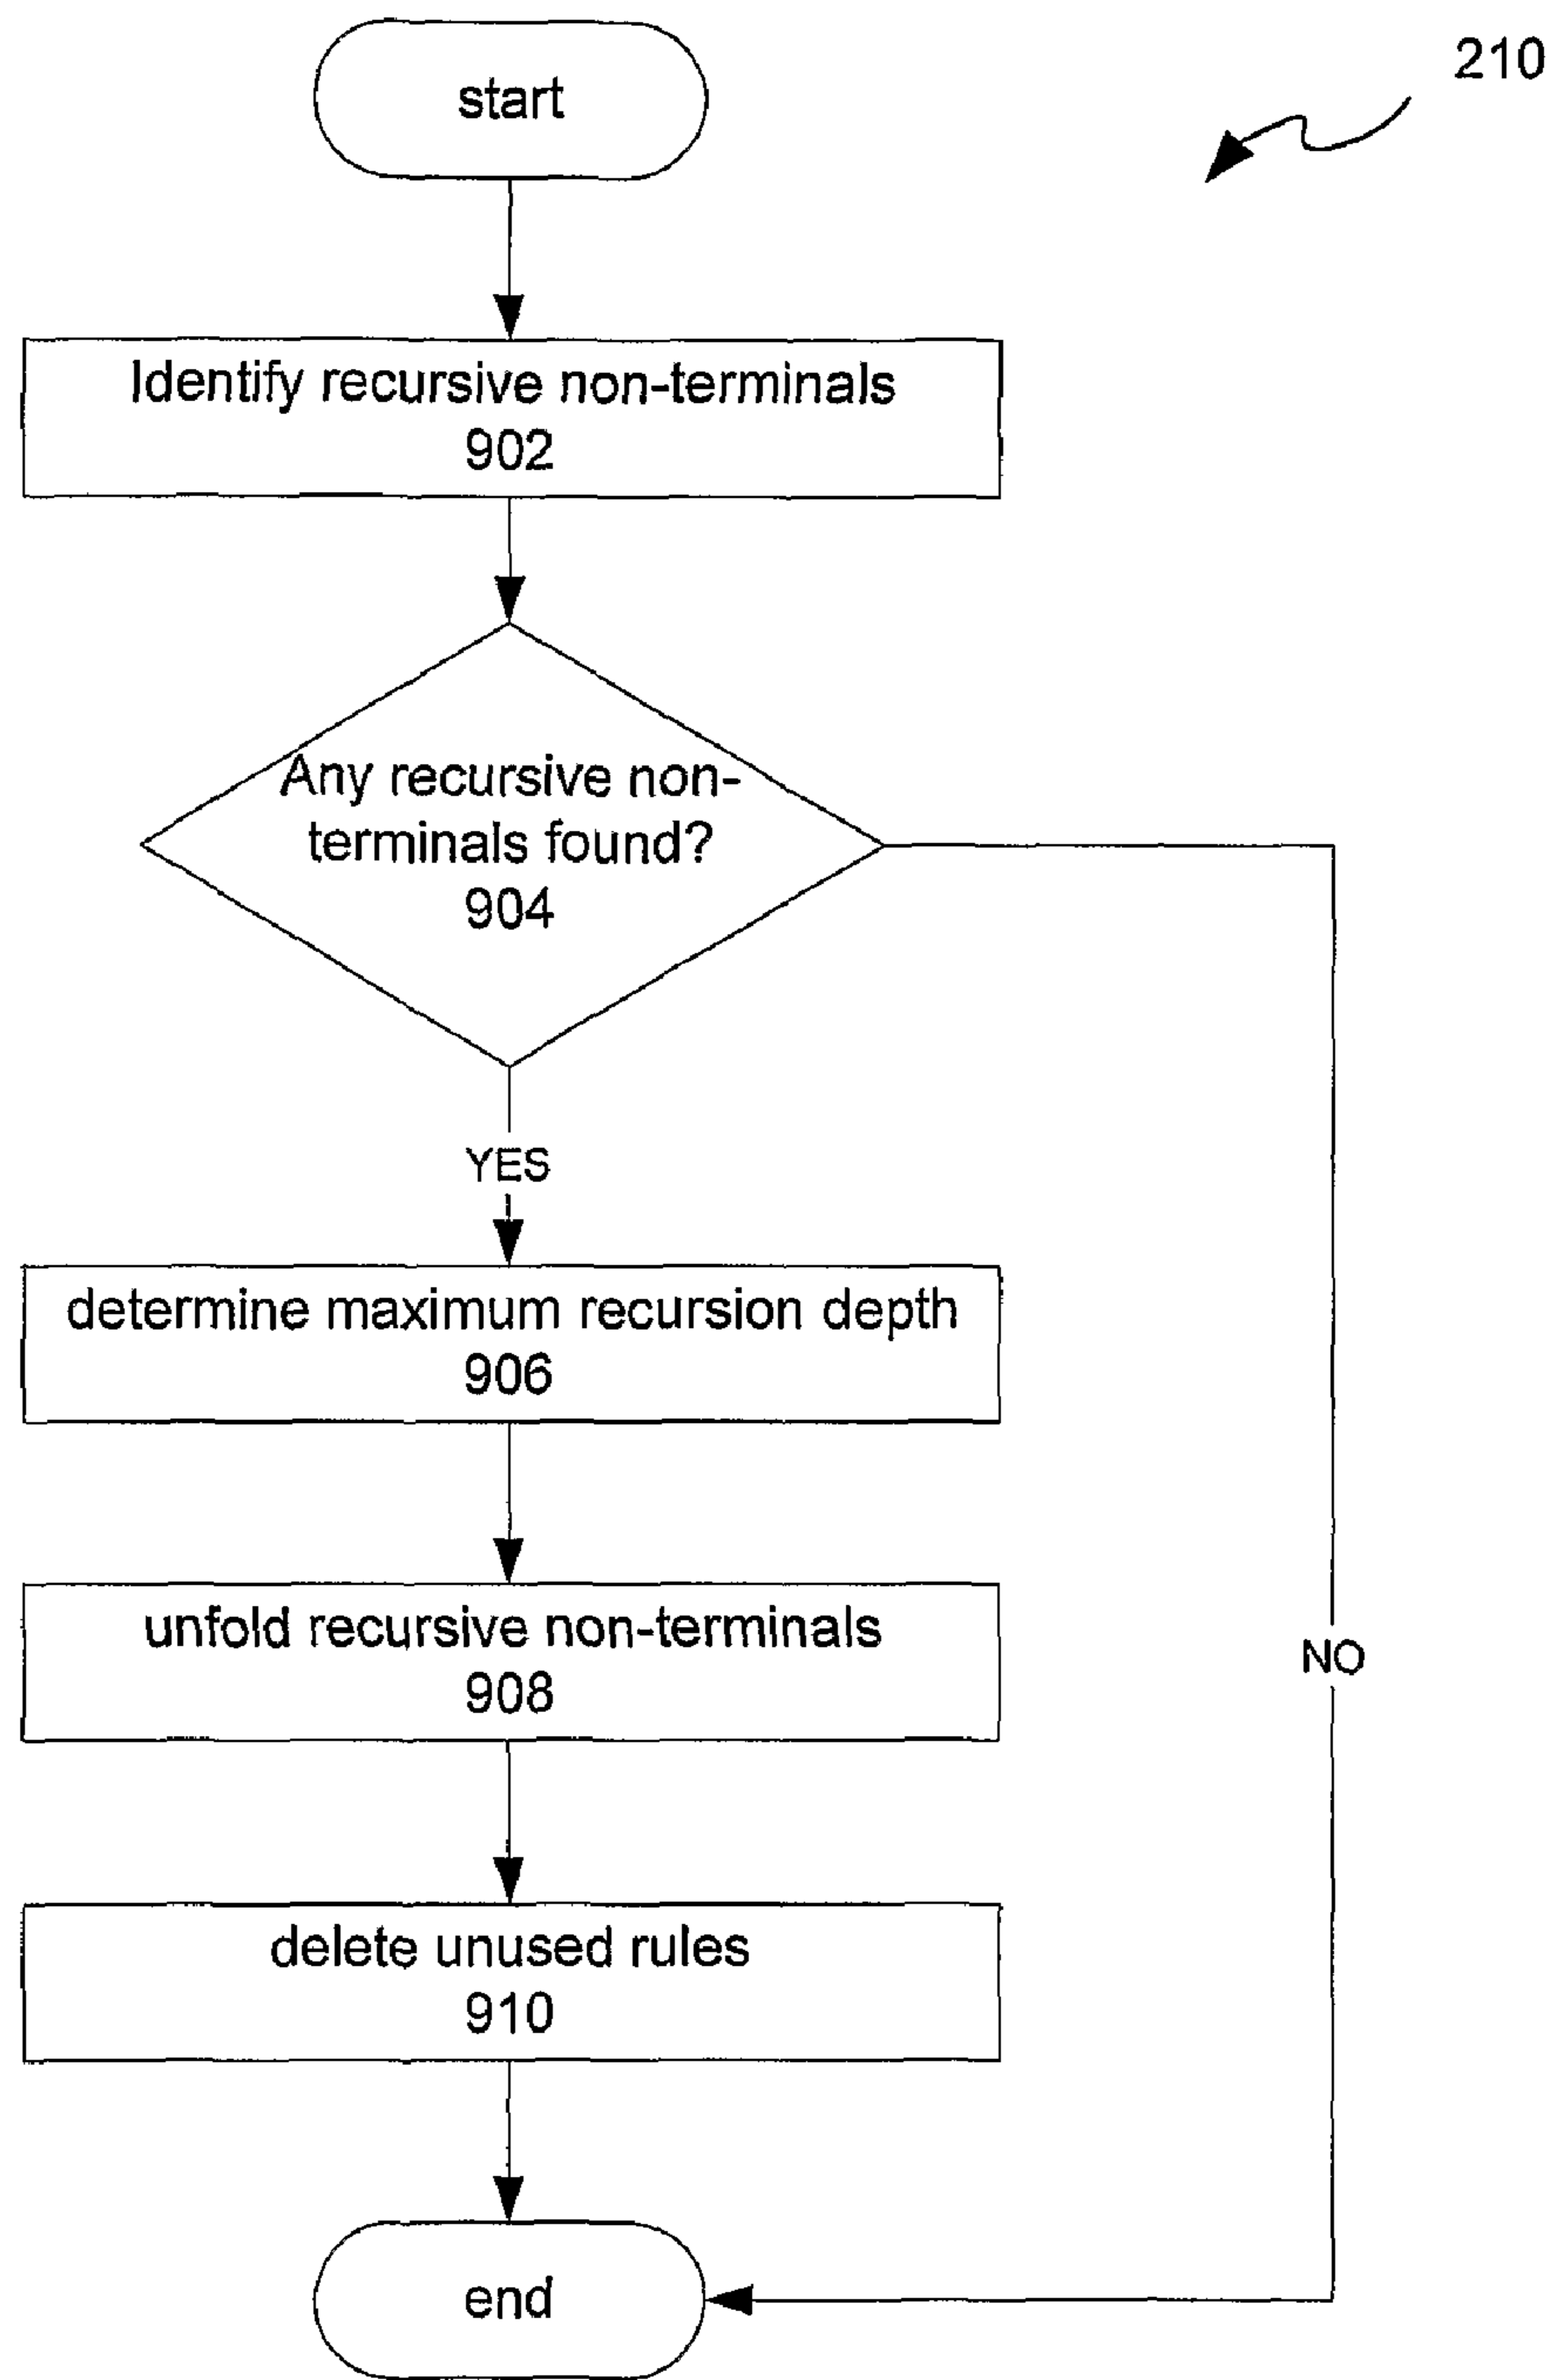 210
start
Identify recursive non-terminals
902
Any recursive non-
terminals found?
904
YES
determine maximum recursion depth
906
unfold recursive non-terminals
908
NO
delete unused rules
910
end